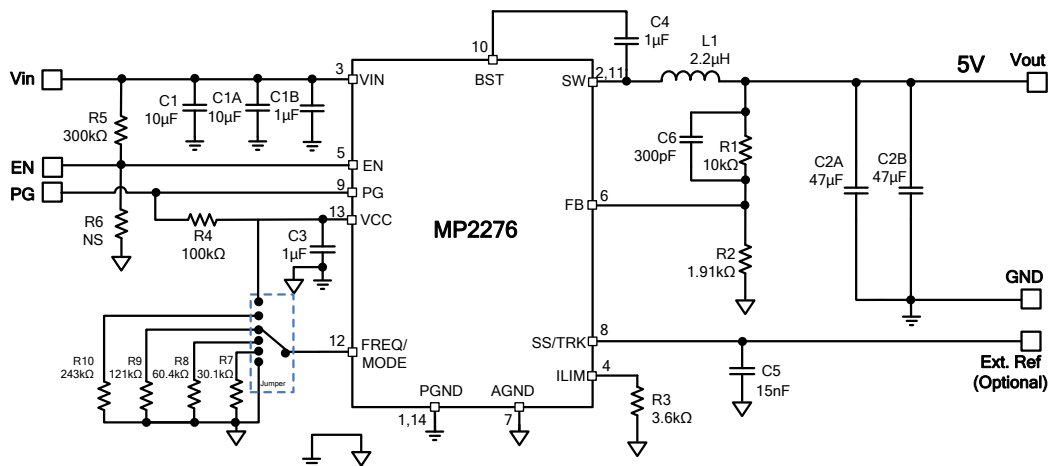 C4
1µF
L1
2.2µH
10
BST
Vin
3
VIN
SW
2,11
5V
Vout
C1
10µF
C1A
10µF
C1B
1µF
R5
300kΩ
C6
300pF
R1
10kΩ
C2A
47µF
C2B
47µF
EN
5
EN
PG
9
PG
FB
6
13
VCC
MP2276
R6
NS
R4
100kΩ
C3
1µF
R2
1.91kΩ
GND
12
FREQ/
MODE
SS/TRK
8
Ext. Ref
(Optional)
R10
243kΩ
R9
121kΩ
R8
60.4kΩ
R7
30.1kΩ
Jumper
ILIM
4
C5
15nF
R3
3.6kΩ
PGND
AGND
1,14
7